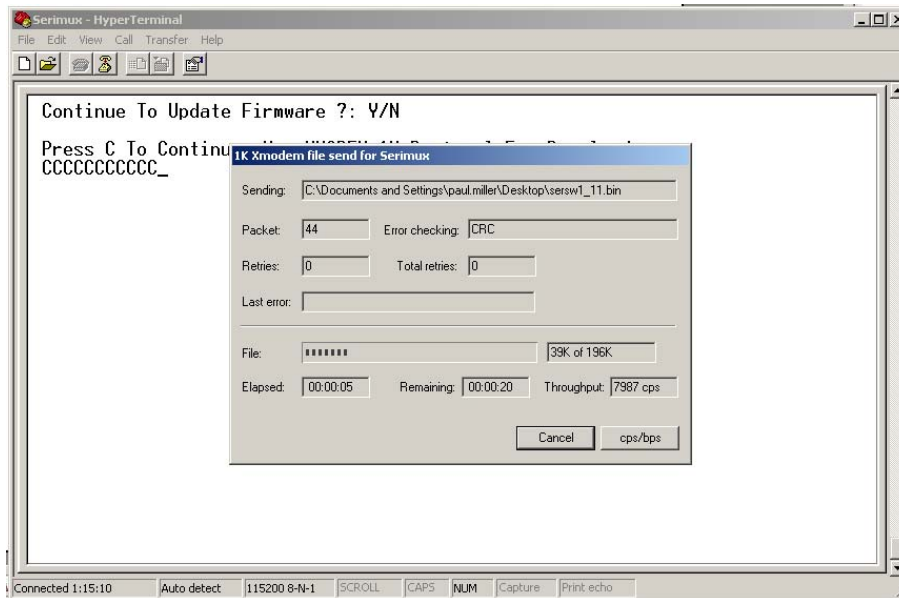 Serimux - HyperTerminal
File Edit View Call Transfer Help
Continue To Update Firmware ?: Y/N
Press C To Continu
CCCCCCCCCCC_
1K Xmodem file send for Serimux
Sending: C:\Documents and Settings\paul.miller\Desktop\sersw1_11.bin
Packet: 44 Error checking: CRC
Retries: 0 Total retries: 0
Last error:
File: 39K of 196K
Elapsed: 00:00:05 Remaining: 00:00:20 Throughput: 7987 cps
Cancel cps/bps
Connected 1:15:10 Auto detect 115200 8-N-1 SCROLL CAPS NUM Capture Print echo